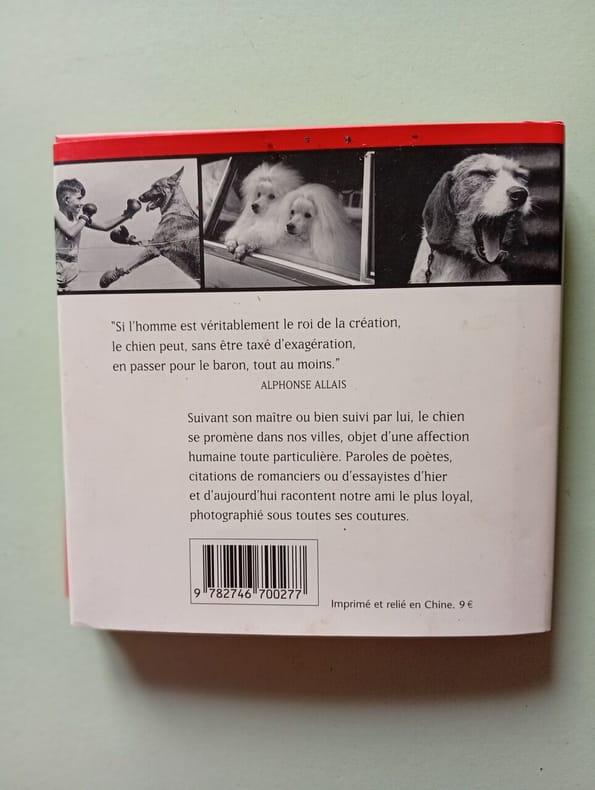 "Si l'homme est véritablement le roi de la création,
le chien peut, sans être taxé d'exagération,
en passer pour le baron, tout au moins."
ALPHONSE ALLAIS
Suivant son maître ou bien suivi par lui, le chien
se promène dans nos villes, objet d'une affection
humaine toute particulière. Paroles de poètes,
citations de romanciers ou d'essayistes d'hier
et d'aujourd'hui racontent notre ami le plus loyal,
photographié sous toutes ses coutures.
9 782746 700277
Imprimé et relié en Chine. 9 €